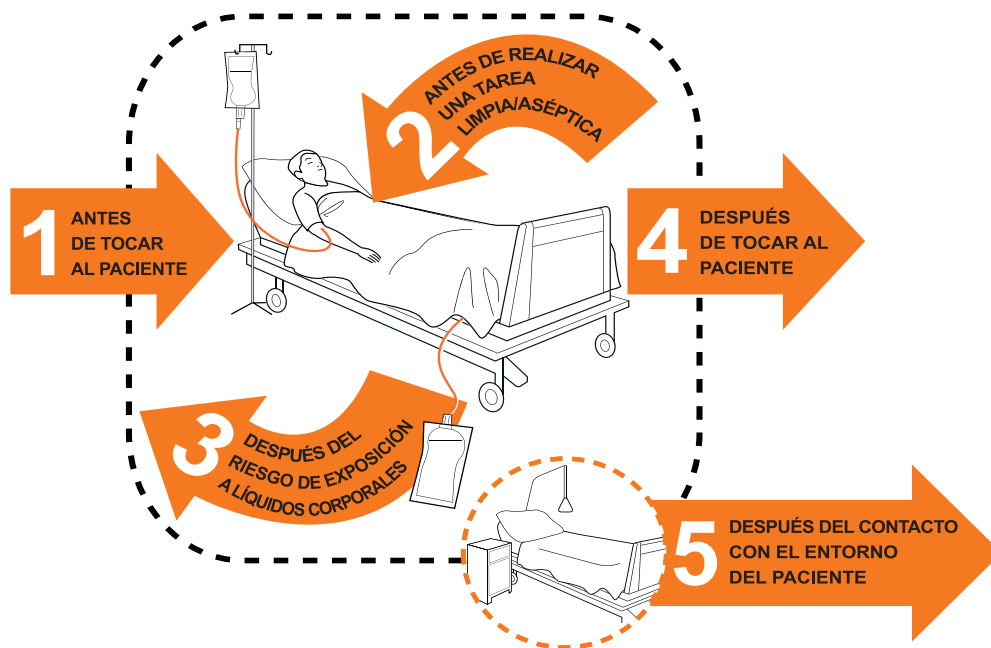 1
ANTES
DE TOCAR
AL PACIENTE
2
ANTES DE REALIZAR
UNA TAREA
LIMPIA/ASÉPTICA
3
DESPUÉS DEL
RIESGO DE EXPOSICIÓN
A LÍQUIDOS CORPORALES
4
DESPUÉS
DE TOCAR AL
PACIENTE
5
DESPUÉS DEL CONTACTO
CON EL ENTORNO
DEL PACIENTE